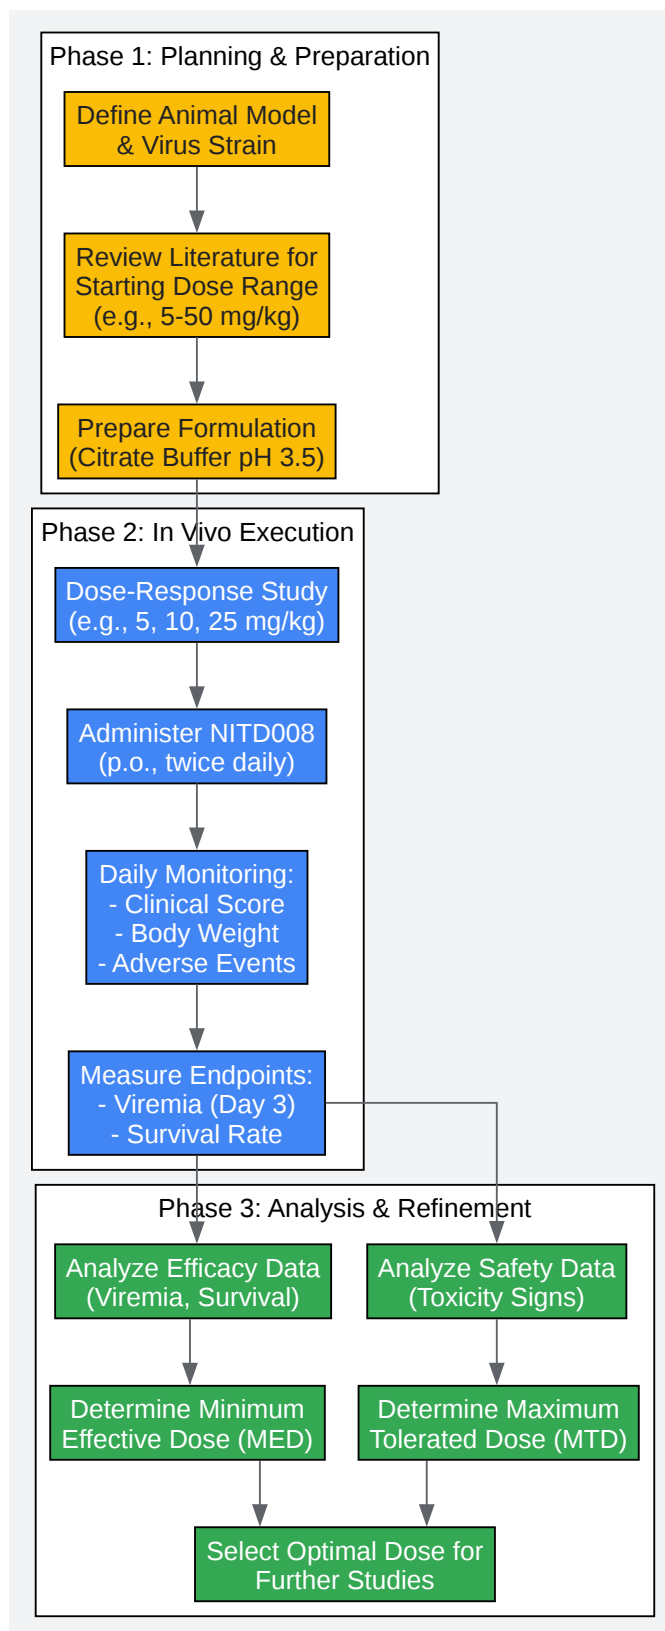 Phase 1: Planning & Preparation
Define Animal Model
& Virus Strain
Review Literature for
Starting Dose Range
(e.g., 5-50 mg/kg)
Prepare Formulation
(Citrate Buffer pH 3.5)
Phase 2: In Vivo Execution
Dose-Response Study
(e.g., 5, 10, 25 mg/kg)
Administer NITD008
(p.o., twice daily)
Daily Monitoring:
- Clinical Score
- Body Weight
- Adverse Events
Measure Endpoints:
- Viremia (Day 3)
- Survival Rate
Phase 3: Analysis & Refinement
Analyze Efficacy Data
(Viremia, Survival)
Analyze Safety Data
(Toxicity Signs)
Determine Minimum
Effective Dose (MED)
Determine Maximum
Tolerated Dose (MTD)
Select Optimal Dose for
Further Studies